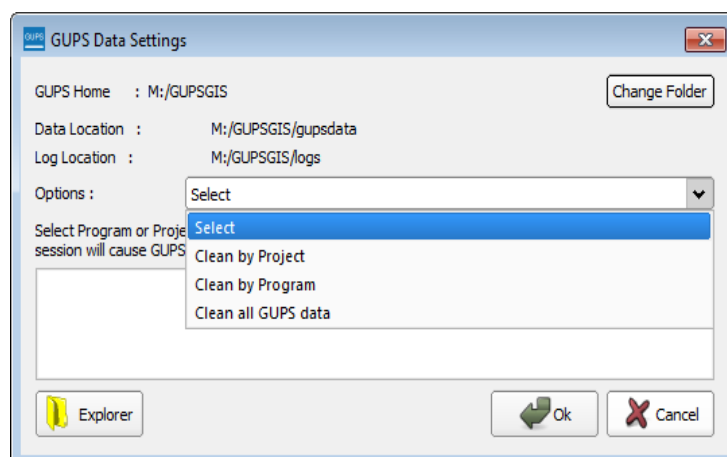 GUPS GUPS Data Settings
GUPS Home : M:/GUPSGIS Change Folder
Data Location : M:/GUPSGIS/gupsdata
Log Location : M:/GUPSGIS/logs
Options : Select
Select Program or Proje Select
session will cause GUPS
Clean by Project
Clean by Program
Clean all GUPS data
Explorer Ok Cancel